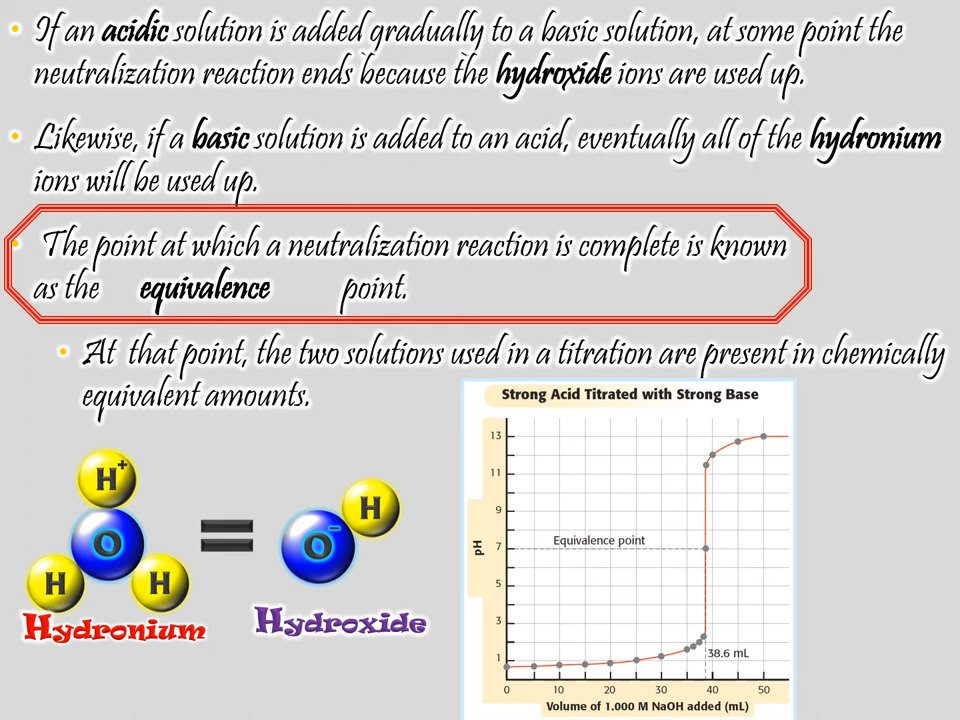 • If an acidic solution is added gradually to a basic solution, at some point the
neutralization reaction ends because the hydroxide ions are used up.
• Likewise, if a basic solution is added to an acid, eventually all of the hydronium
ions will be used up.
• The point at which a neutralization reaction is complete is known
as the equivalence point.
• At that point, the two solutions used in a titration are present in chemically
equivalent amounts.
H+
O
H H
Hydronium
=
H
O-
Hydroxide
Strong Acid Titrated with Strong Base
pH
13
11
9
7
5
3
1
Equivalence point
38.6 mL
0 10 20 30 40 50
Volume of 1.000 M NaOH added (mL)